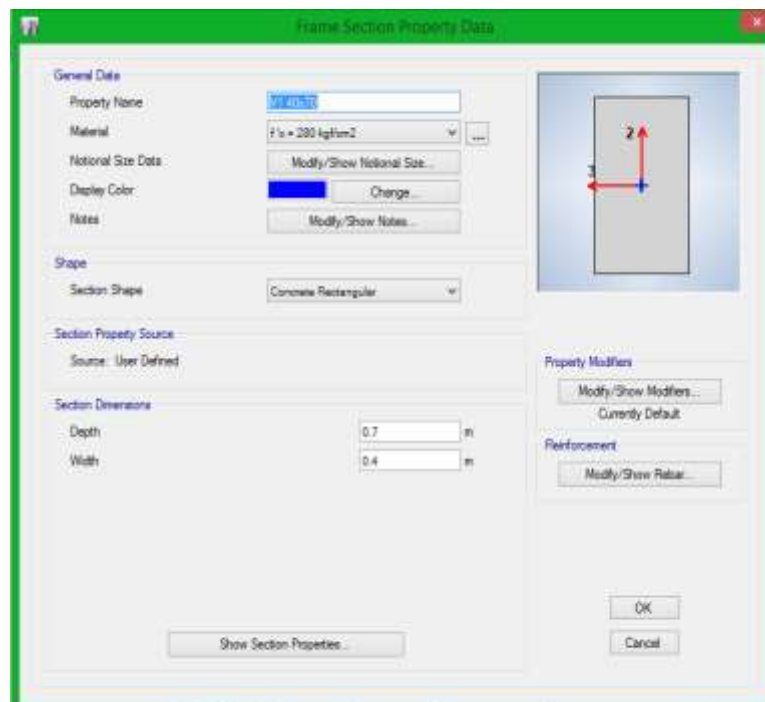 Frame Section Property Data
General Data
Property Name
V1 40x70
Material
f'c = 280 kgf/cm2
...
Notional Size Data
Modify/Show Notional Size...
Display Color
Change...
Notes
Modify/Show Notes...
Shape
Section Shape
Concrete Rectangular
Section Property Source
Source: User Defined
Section Dimensions
Depth
0.7
m
Width
0.4
m
Show Section Properties...
2
3
Property Modifiers
Modify/Show Modifiers...
Currently Default
Reinforcement
Modify/Show Rebar...
OK
Cancel